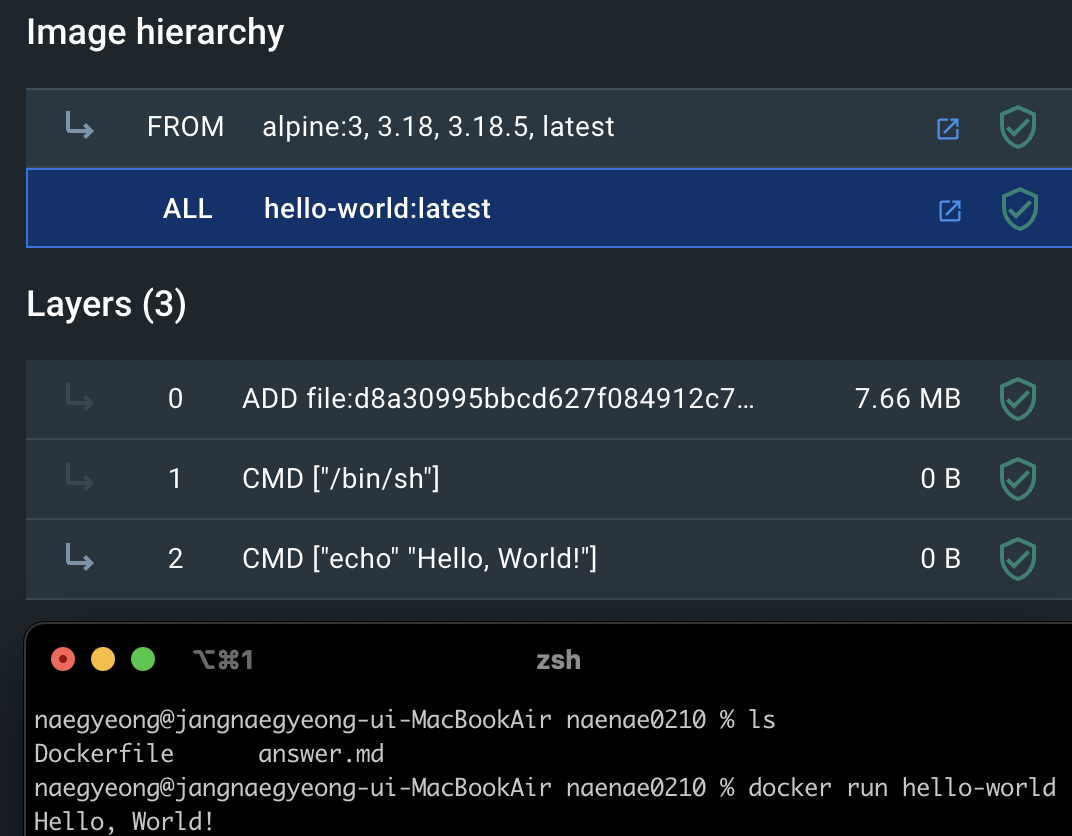 Image hierarchy
FROM alpine:3, 3.18, 3.18.5, latest
ALL hello-world:latest
Layers (3)
0 ADD file:d8a30995bbcd627f084912c7… 7.66 MB
1 CMD ["/bin/sh"] 0 B
2 CMD ["echo" "Hello, World!"] 0 B
⌥⌘1 zsh
naegyeong@jangnaegyeong-ui-MacBookAir naenae0210 % ls
Dockerfile answer.md
naegyeong@jangnaegyeong-ui-MacBookAir naenae0210 % docker run hello-world
Hello, World!